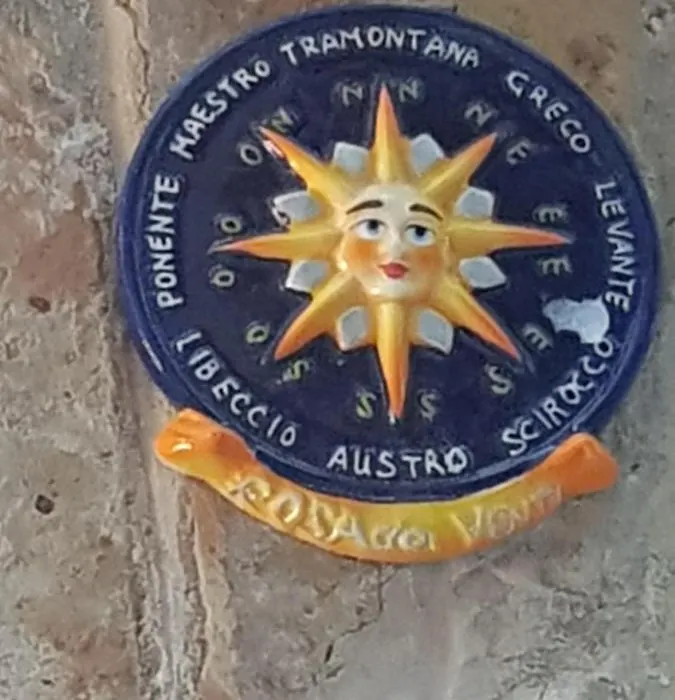 TRAMONTANA
GRECO
LEVANTE
SCIROCCO
AUSTRO
LIBECCIO
PONENTE
MAESTRO
N N
N E
E E
E S
S S
S O
O O
O N
ROSA dei Venti